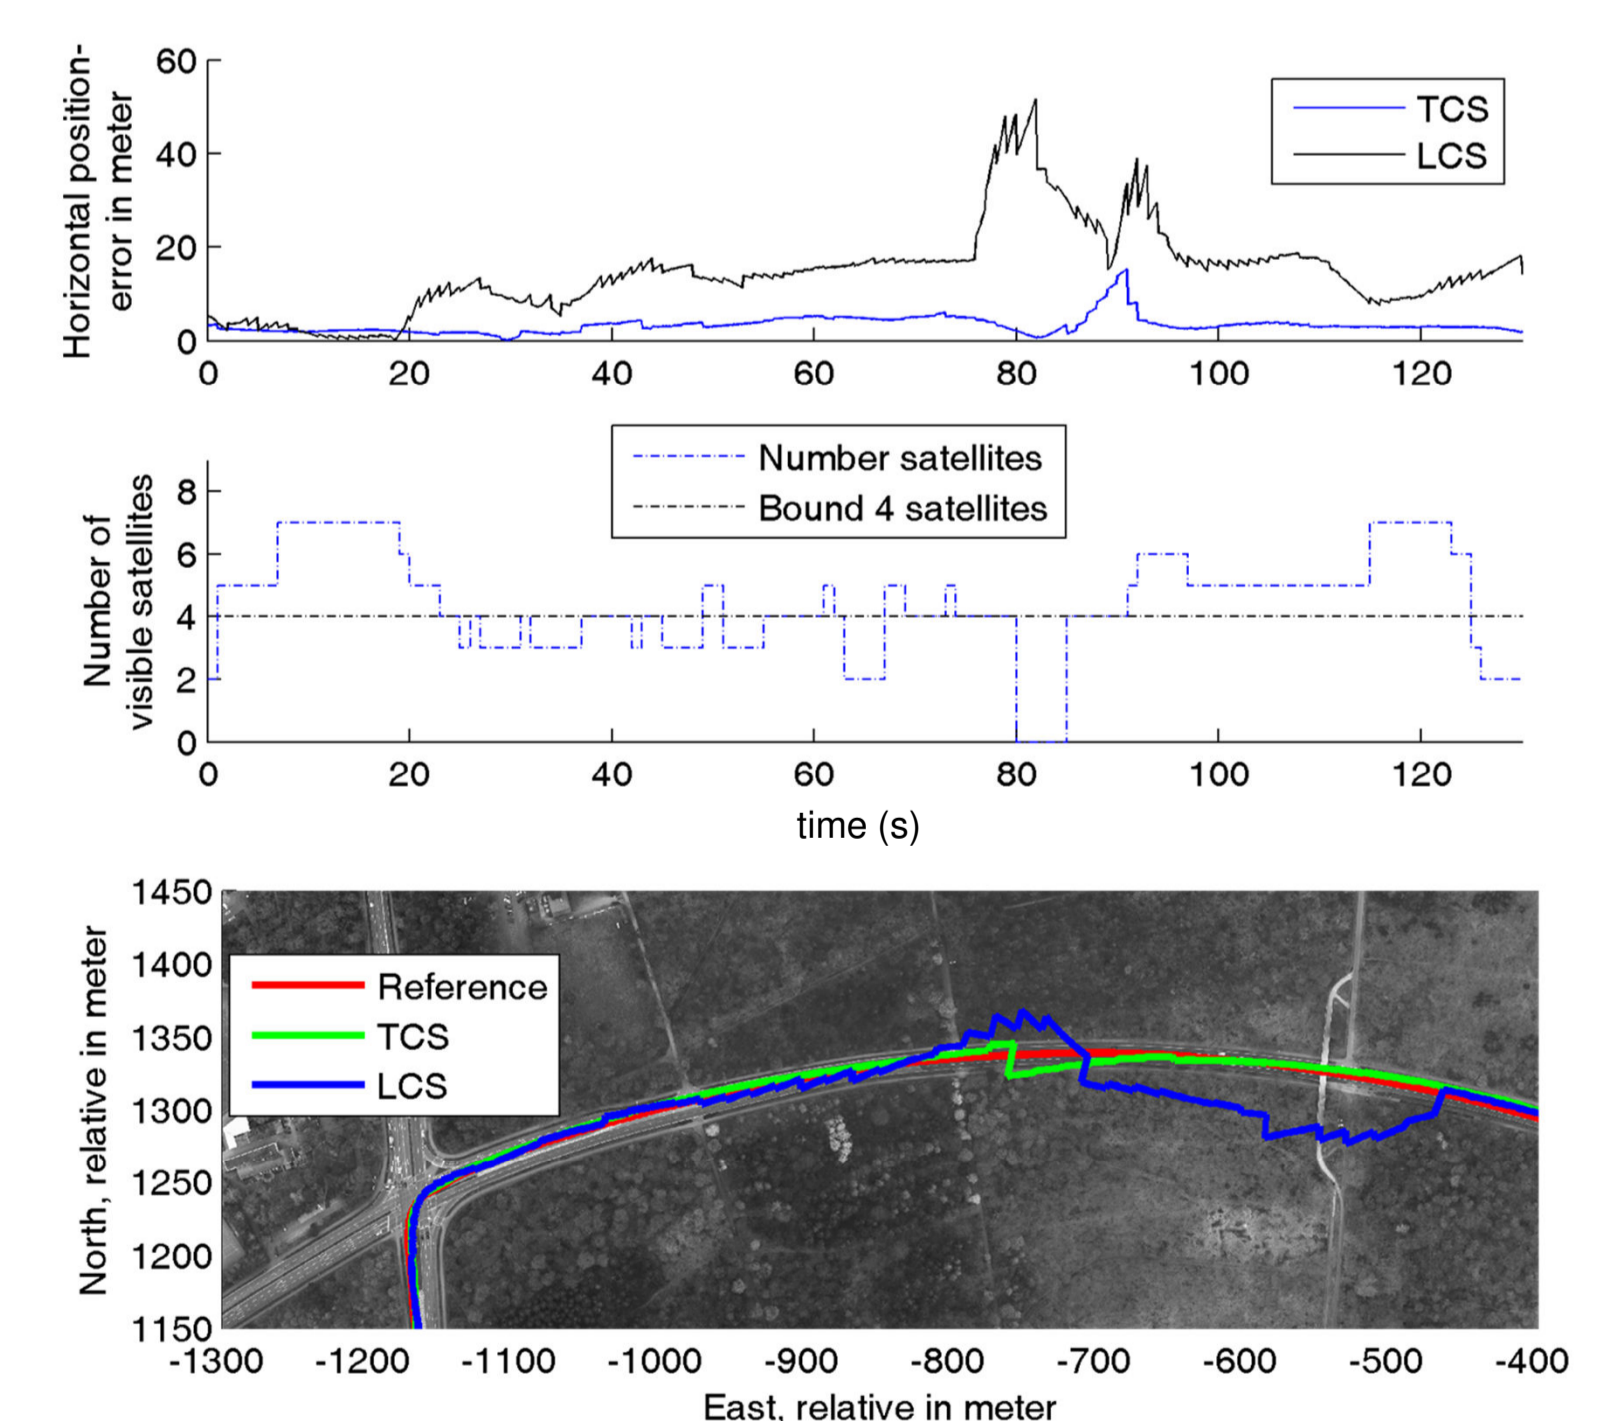 Horizontal position-
error in meter
60
40
20
0
TCS
LCS
0 20 40 60 80 100 120
Number of
visible satellites
8
6
4
2
0
Number satellites
Bound 4 satellites
0 20 40 60 80 100 120
time (s)
North, relative in meter
1450
1400
1350
1300
1250
1200
1150
Reference
TCS
LCS
-1300 -1200 -1100 -1000 -900 -800 -700 -600 -500 -400
East, relative in meter